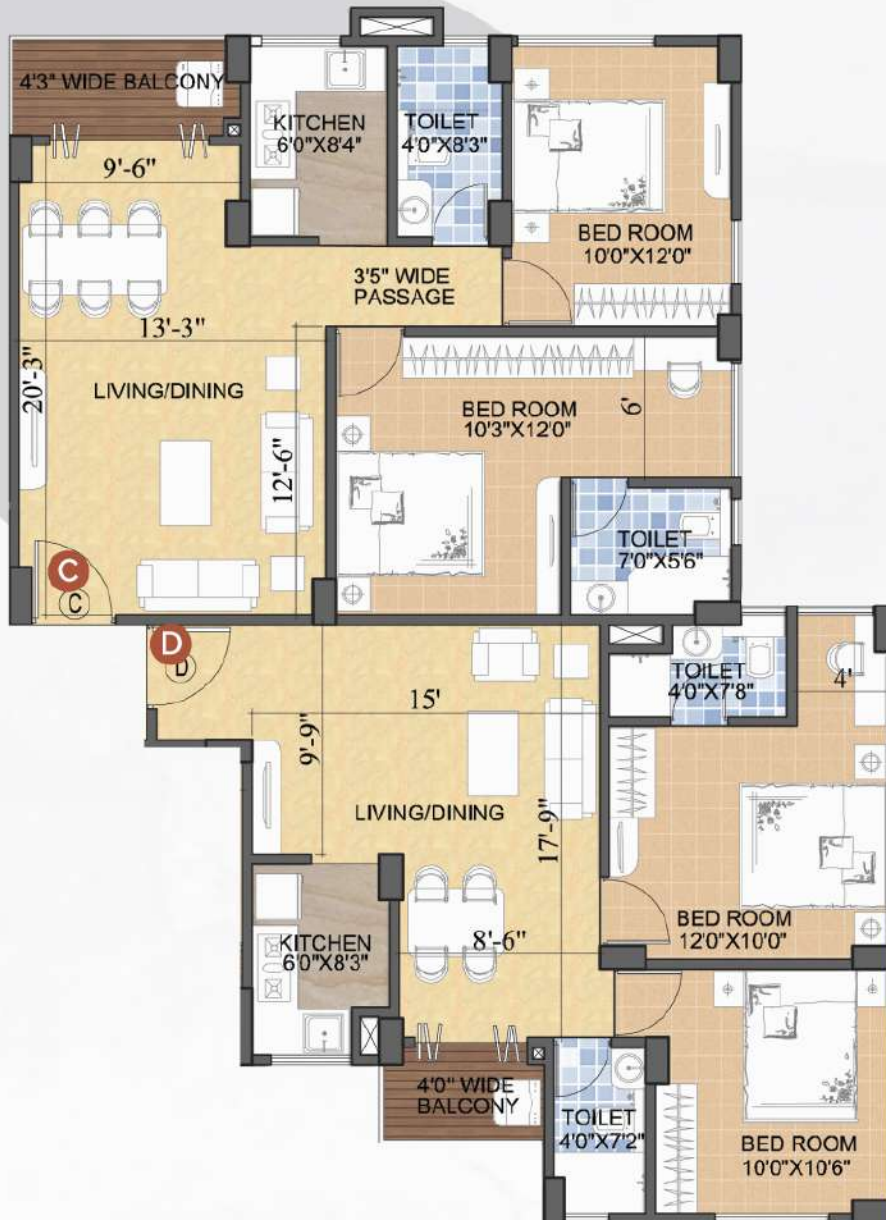 4'3" WIDE BALCONY
KITCHEN
6'0"X8'4"
TOILET
4'0"X8'3"
9'-6"
BED ROOM
10'0"X12'0"
3'5" WIDE
PASSAGE
13'-3"
20'-3"
LIVING/DINING
BED ROOM
10'3"X12'0"
6'
12'-6"
TOILET
7'0"X5'6"
C
C
D
D
TOILET
4'0"X7'8"
4'
15'
9'-9"
LIVING/DINING
17'-9"
KITCHEN
6'0"X8'3"
8'-6"
BED ROOM
12'0"X10'0"
4'0" WIDE
BALCONY
TOILET
4'0"X7'2"
BED ROOM
10'0"X10'6"